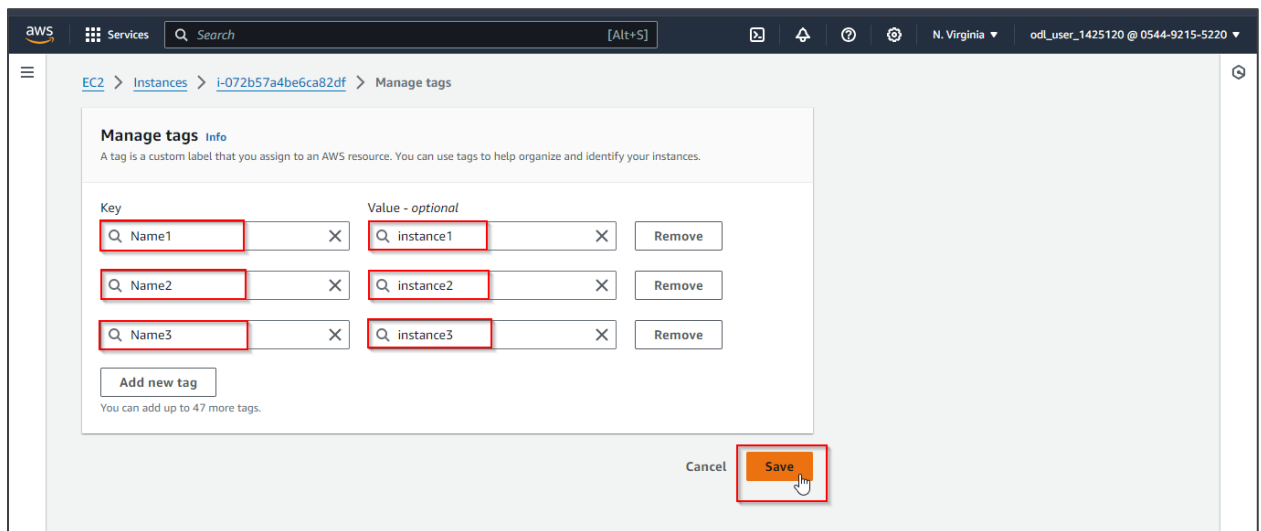 aws Services Search [Alt+S] N. Virginia ▼ odl_user_1425120 @ 0544-9215-5220 ▼
EC2 > Instances > i-072b57a4be6ca82df > Manage tags
Manage tags Info
A tag is a custom label that you assign to an AWS resource. You can use tags to help organize and identify your instances.
Key Value - optional
Name1 instance1 Remove
Name2 instance2 Remove
Name3 instance3 Remove
Add new tag
You can add up to 47 more tags.
Cancel Save